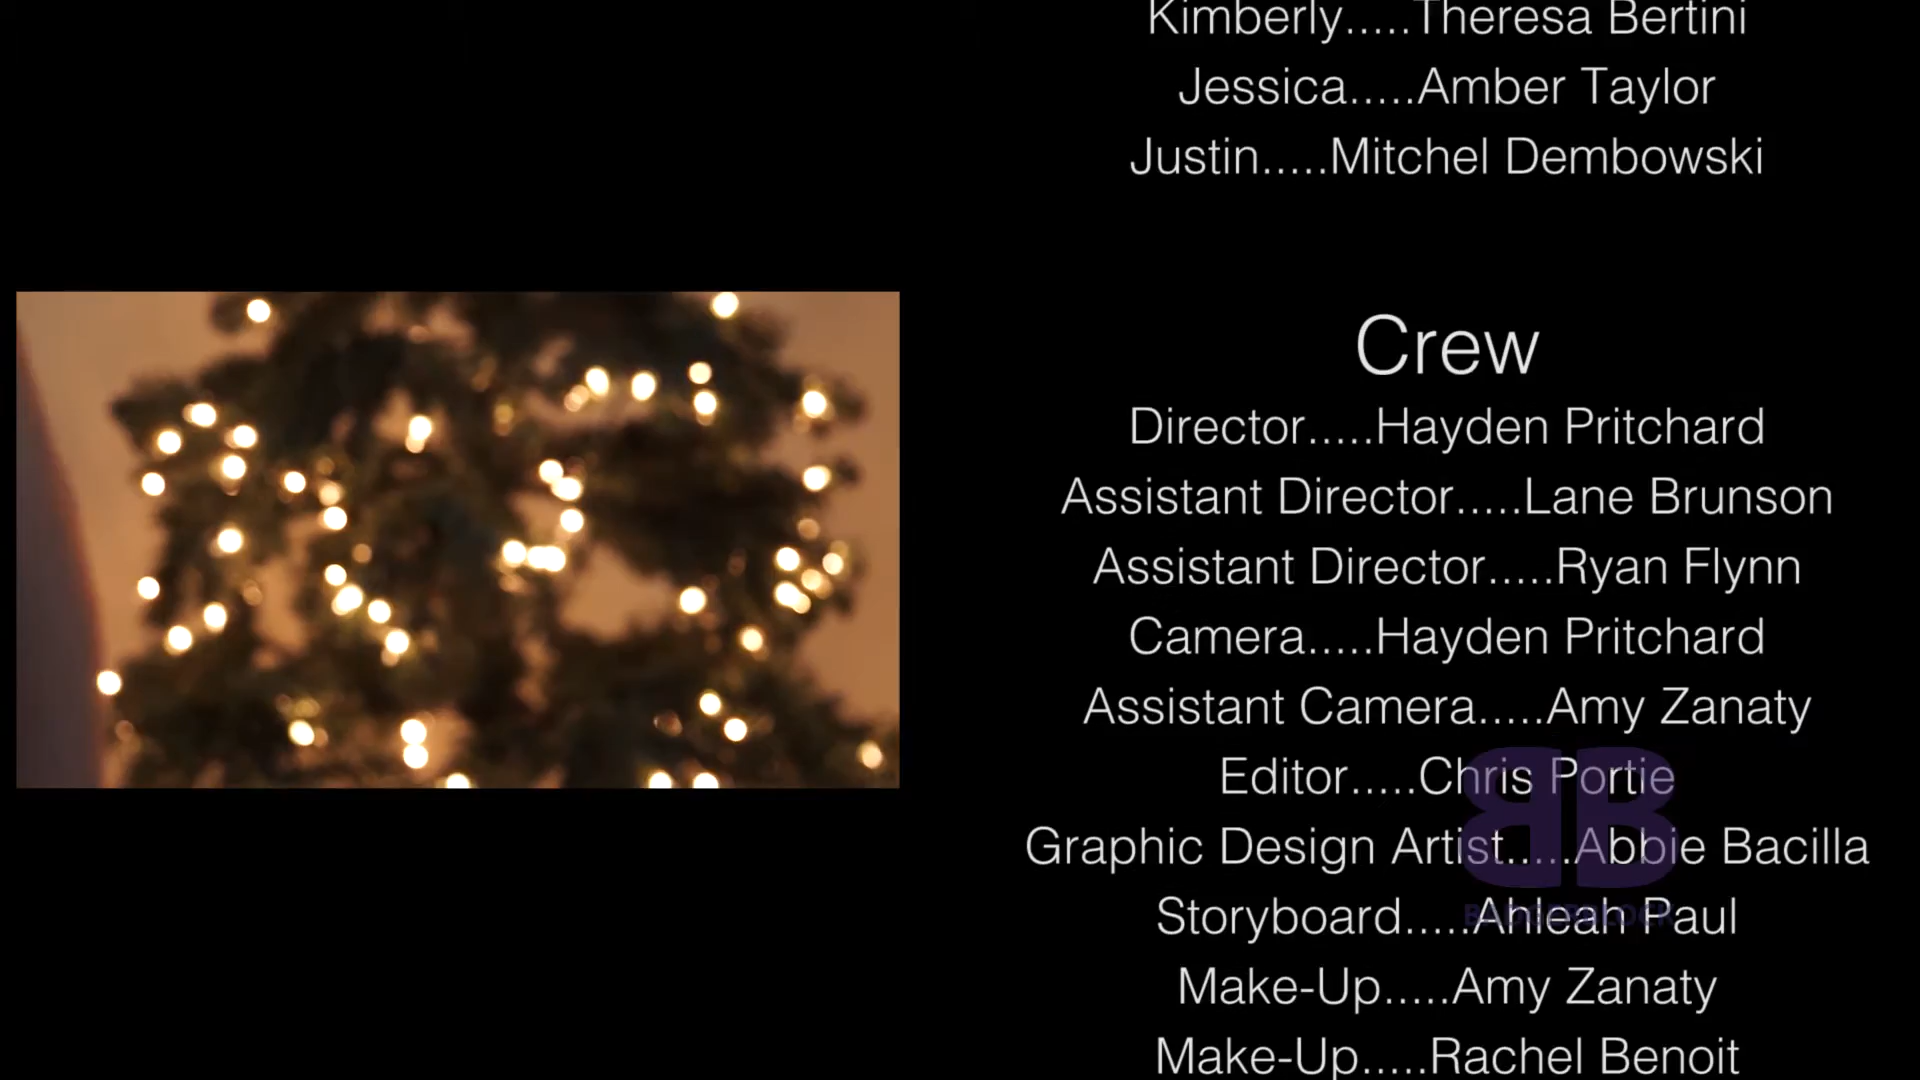 Kimberly.....Theresa Bertini
Jessica.....Amber Taylor
Justin.....Mitchel Dembowski
Crew
Director.....Hayden Pritchard
Assistant Director.....Lane Brunson
Assistant Director.....Ryan Flynn
Camera.....Hayden Pritchard
Assistant Camera.....Amy Zanaty
Editor.....Chris Portie
Graphic Design Artist.....Abbie Bacilla
Storyboard.....Ahleah Paul
Make-Up.....Amy Zanaty
Make-Up.....Rachel Benoit
BB